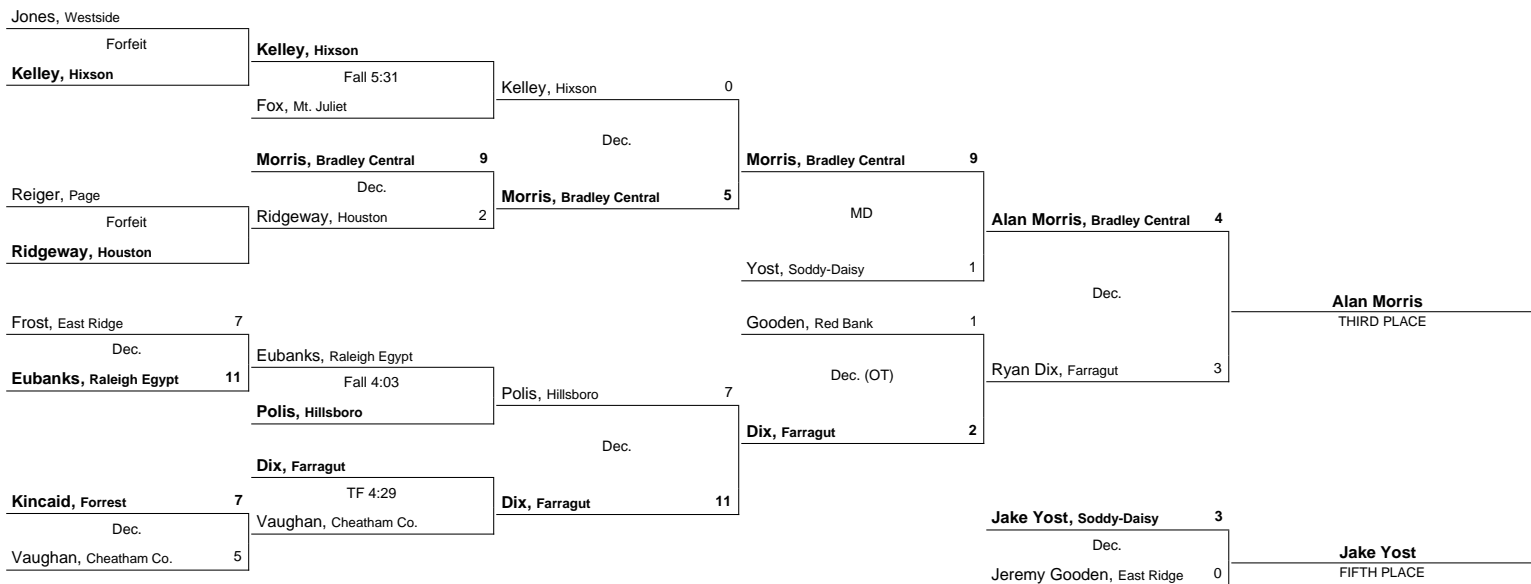 Jones, Westside
Forfeit
Kelley, Hixson
Kelley, Hixson
Fall 5:31
Fox, Mt. Juliet
Kelley, Hixson 0
Dec.
Morris, Bradley Central 5
Morris, Bradley Central 9
Dec.
Ridgeway, Houston 2
Reiger, Page
Forfeit
Ridgeway, Houston
Morris, Bradley Central 9
MD
Yost, Soddy-Daisy 1
Alan Morris, Bradley Central 4
Dec.
Ryan Dix, Farragut 3
Alan Morris
THIRD PLACE
Frost, East Ridge 7
Dec.
Eubanks, Raleigh Egypt 11
Eubanks, Raleigh Egypt
Fall 4:03
Polis, Hillsboro
Polis, Hillsboro 7
Dec.
Dix, Farragut 11
Gooden, Red Bank 1
Dec. (OT)
Dix, Farragut 2
Dix, Farragut
TF 4:29
Vaughan, Cheatham Co.
Kincaid, Forrest 7
Dec.
Vaughan, Cheatham Co. 5
Jake Yost, Soddy-Daisy 3
Dec.
Jeremy Gooden, East Ridge 0
Jake Yost
FIFTH PLACE